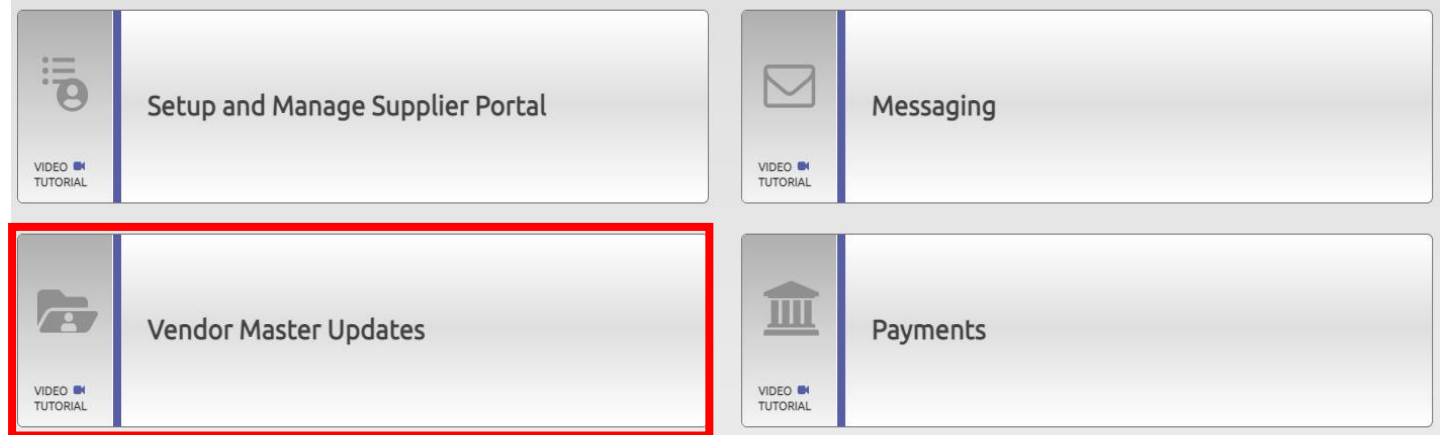 Setup and Manage Supplier Portal
VIDEO
TUTORIAL
Messaging
VIDEO
TUTORIAL
Vendor Master Updates
VIDEO
TUTORIAL
Payments
VIDEO
TUTORIAL